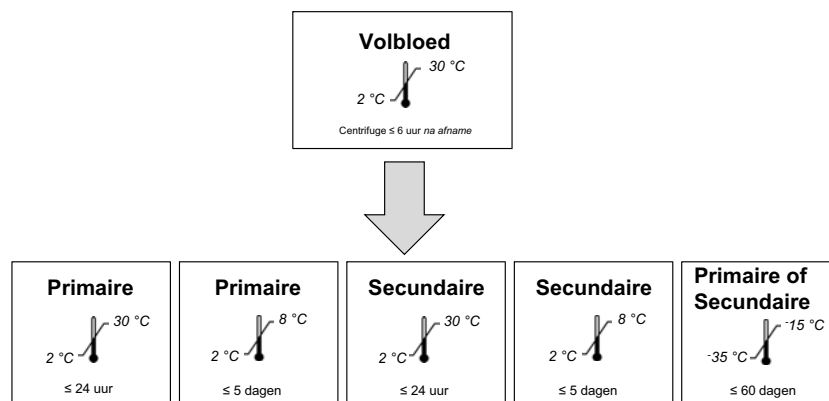 Volbloed
30 °C
2 °C
Centrifuge ≤ 6 uur na afname
Primaire
30 °C
2 °C
≤ 24 uur
Primaire
8 °C
2 °C
≤ 5 dagen
Secundaire
30 °C
2 °C
≤ 24 uur
Secundaire
8 °C
2 °C
≤ 5 dagen
Primaire of
Secundaire
-15 °C
-35 °C
≤ 60 dagen